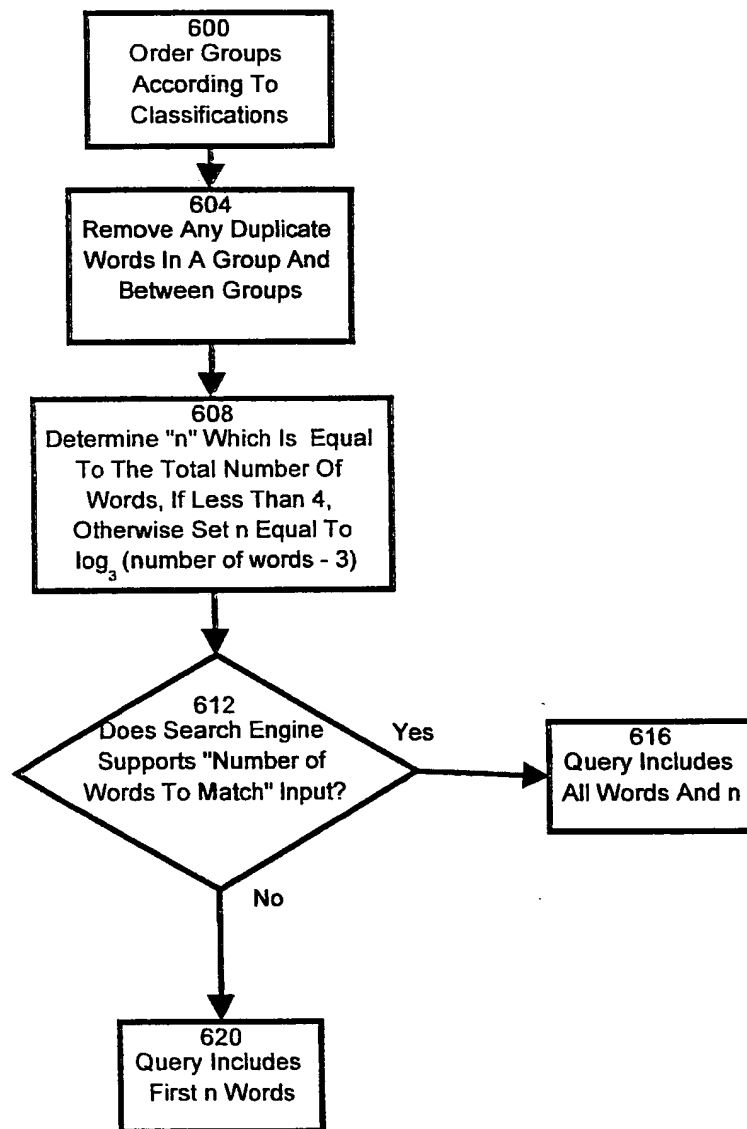 600
Order Groups
According To
Classifications
604
Remove Any Duplicate
Words In A Group And
Between Groups
608
Determine "n" Which Is Equal
To The Total Number Of
Words, If Less Than 4,
Otherwise Set n Equal To
log₃ (number of words - 3)
612
Does Search Engine
Supports "Number of
Words To Match" Input?
Yes
616
Query Includes
All Words And n
No
620
Query Includes
First n Words